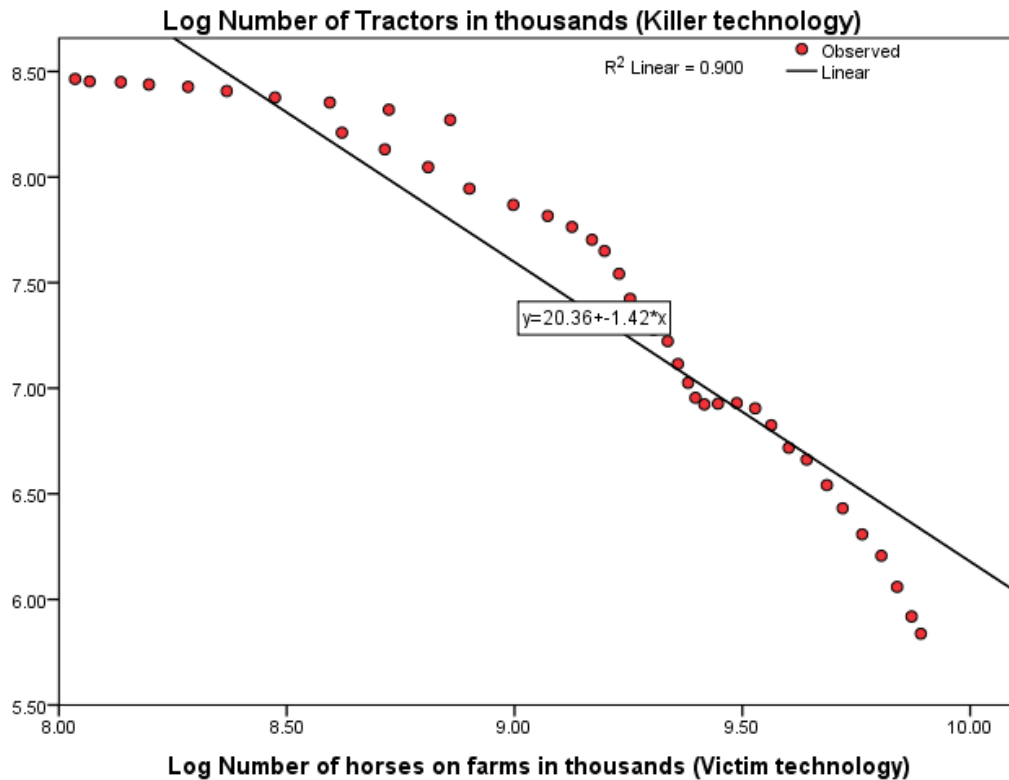 Log Number of Tractors in thousands (Killer technology)
Observed
R² Linear = 0.900
Linear
8.50
8.00
7.50
y=20.36+-1.42*x
7.00
6.50
6.00
5.50
8.00 8.50 9.00 9.50 10.00
Log Number of horses on farms in thousands (Victim technology)